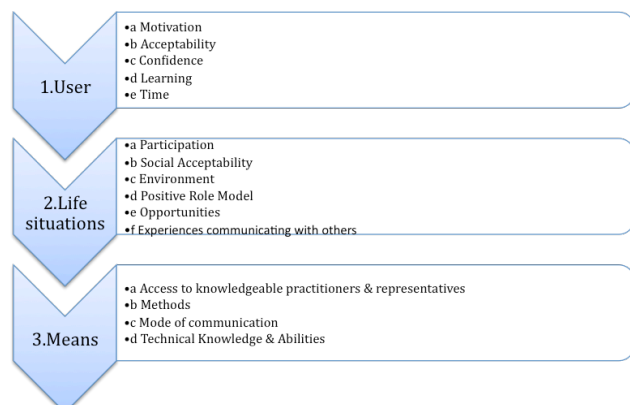 1.User
•a Motivation
•b Acceptability
•c Confidence
•d Learning
•e Time
2.Life
situations
•a Participation
•b Social Acceptability
•c Environment
•d Positive Role Model
•e Opportunities
•f Experiences communicating with others
3.Means
•a Access to knowledgeable practitioners & representatives
•b Methods
•c Mode of communication
•d Technical Knowledge & Abilities